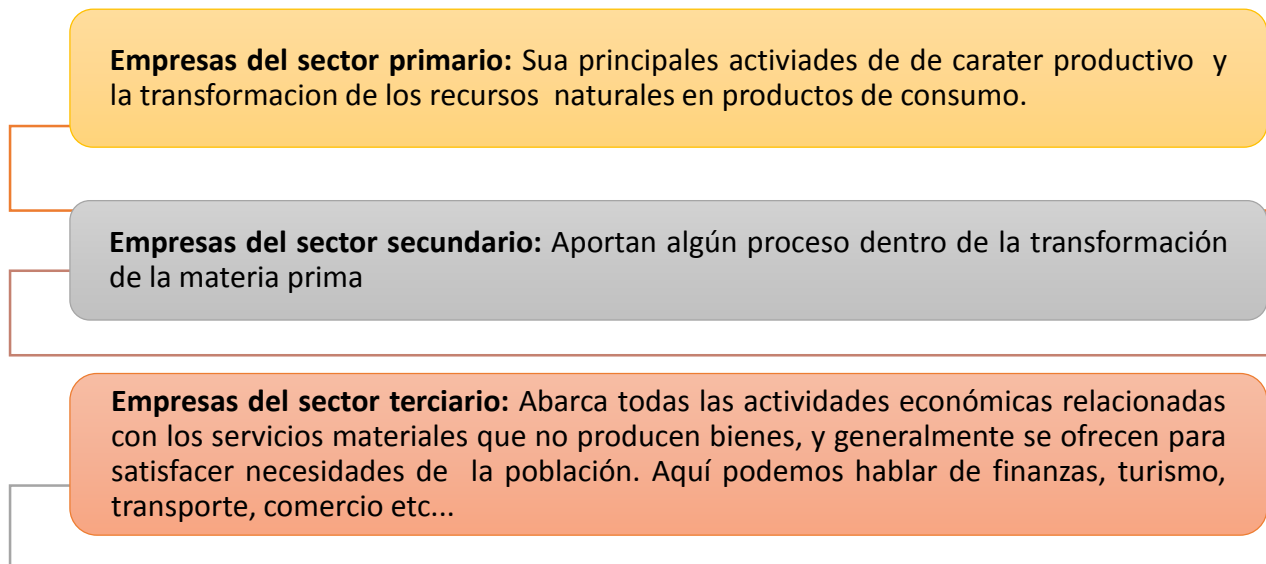 Empresas del sector primario: Sua principales activiades de de carater productivo y
la transformacion de los recursos naturales en productos de consumo.
Empresas del sector secundario: Aportan algún proceso dentro de la transformación
de la materia prima
Empresas del sector terciario: Abarca todas las actividades económicas relacionadas
con los servicios materiales que no producen bienes, y generalmente se ofrecen para
satisfacer necesidades de la población. Aquí podemos hablar de finanzas, turismo,
transporte, comercio etc...